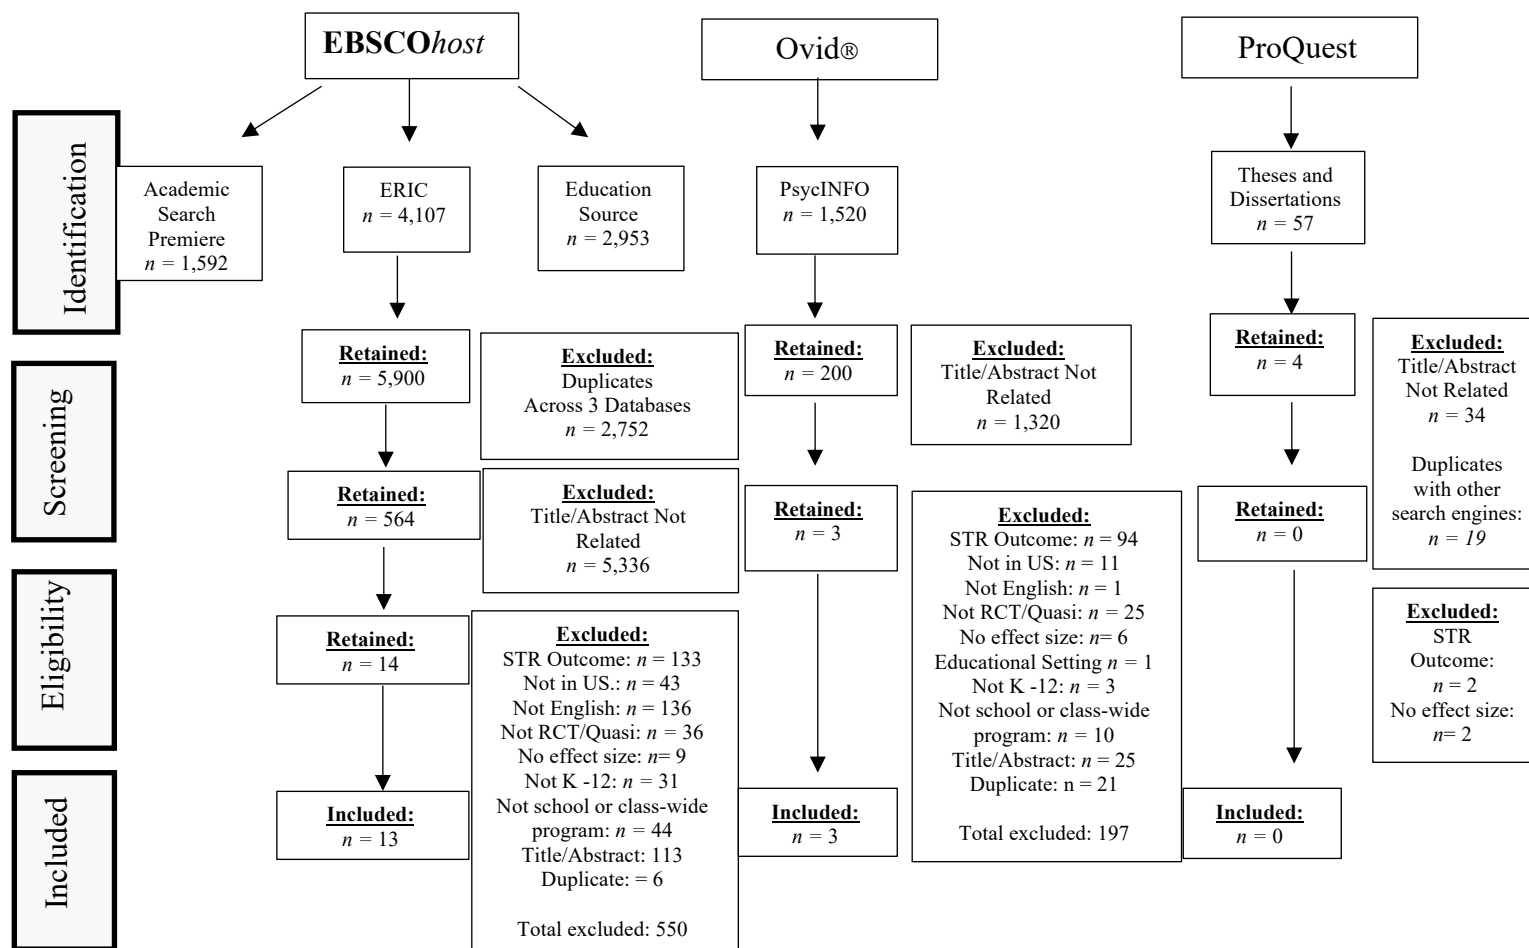 EBSCOhost
Ovid®
ProQuest
Identification
Academic
Search
Premiere
n = 1,592
ERIC
n = 4,107
Education
Source
n = 2,953
PsycINFO
n = 1,520
Theses and
Dissertations
n = 57
Screening
Retained:
n = 5,900
Excluded:
Duplicates
Across 3 Databases
n = 2,752
Retained:
n = 200
Excluded:
Title/Abstract Not
Related
n = 1,320
Retained:
n = 4
Excluded:
Title/Abstract
Not Related
n = 34
Duplicates
with other
search engines:
n = 19
Retained:
n = 564
Excluded:
Title/Abstract Not
Related
n = 5,336
Retained:
n = 3
Excluded:
STR Outcome: n = 94
Not in US: n = 11
Not English: n = 1
Not RCT/Quasi: n = 25
No effect size: n= 6
Educational Setting n = 1
Not K -12: n = 3
Not school or class-wide
program: n = 10
Title/Abstract: n = 25
Duplicate: n = 21
Total excluded: 197
Retained:
n = 0
Eligibility
Retained:
n = 14
Excluded:
STR Outcome: n = 133
Not in US.: n = 43
Not English: n = 136
Not RCT/Quasi: n = 36
No effect size: n= 9
Not K -12: n = 31
Not school or class-wide
program: n = 44
Title/Abstract: 113
Duplicate: = 6
Total excluded: 550
Excluded:
STR
Outcome:
n = 2
No effect size:
n= 2
Included
Included:
n = 13
Included:
n = 3
Included:
n = 0